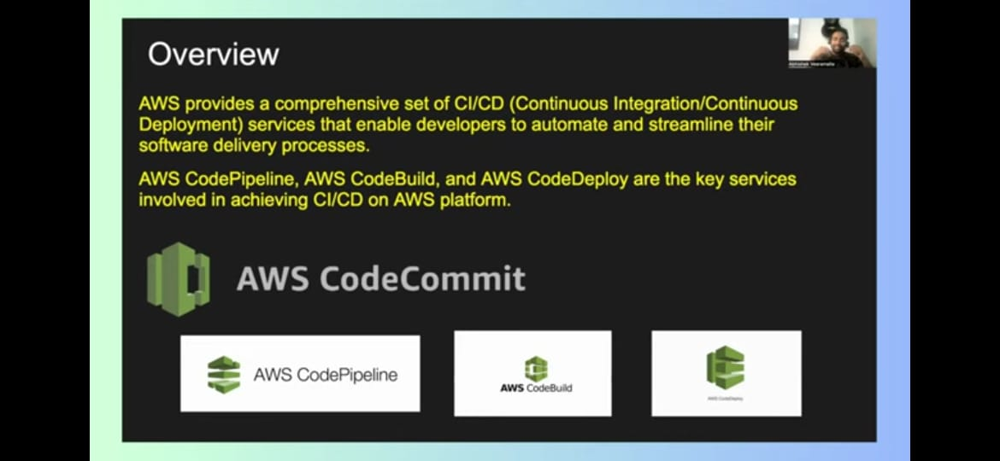 Overview
Abhishek Veeramalla
AWS provides a comprehensive set of CI/CD (Continuous Integration/Continuous
Deployment) services that enable developers to automate and streamline their
software delivery processes.
AWS CodePipeline, AWS CodeBuild, and AWS CodeDeploy are the key services
involved in achieving CI/CD on AWS platform.
AWS CodeCommit
AWS CodePipeline
AWS CodeBuild
AWS CodeDeploy